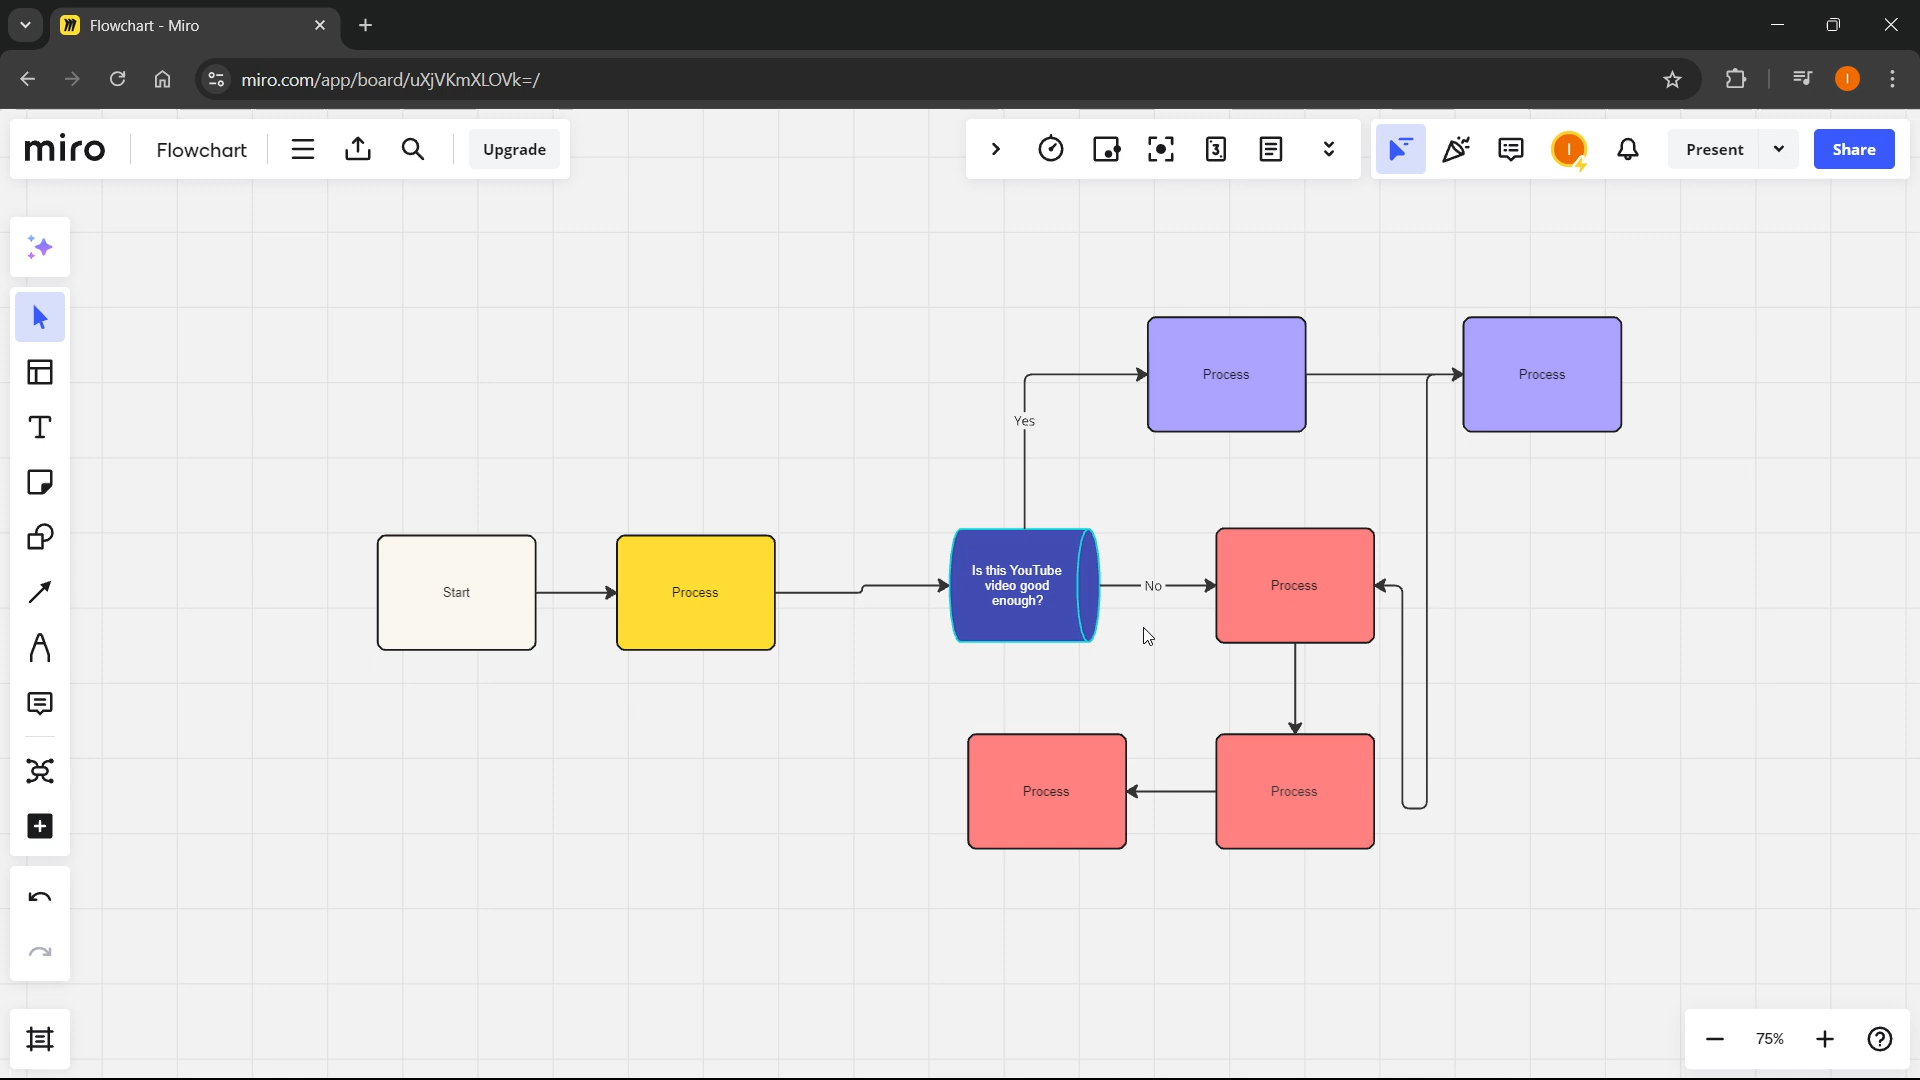 Flowchart - Miro
miro.com/app/board/uXjVKmXLOVk=/
I
miro
Flowchart
Upgrade
3
I
Present
Share
Process
Process
Yes
Start
Process
Is this YouTube
video good
enough?
No
Process
Process
Process
75%